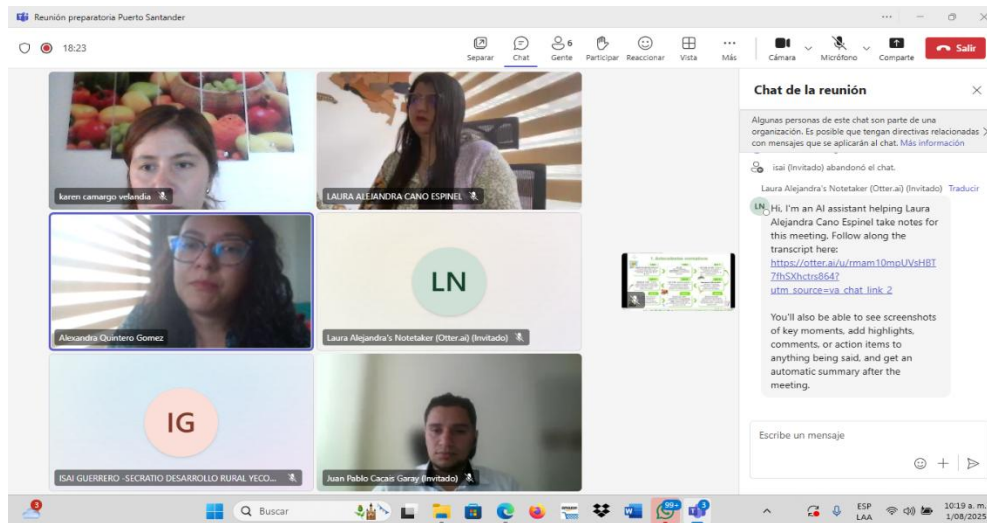 Reunión preparatoria Puerto Santander
18:23
Separar
Chat
6
Gente
Participar
Reaccionar
Vista
Más
Cámara
Micrófono
Comparte
Salir
karen camargo velandia
LAURA ALEJANDRA CANO ESPINEL
Alexandra Quintero Gomez
LN
Laura Alejandra's Notetaker (Otter.ai) (Invitado)
IG
ISAI GUERRERO -SECRATIO DESARROLLO RURAL YECO...
Juan Pablo Cacais Garay (Invitado)
Chat de la reunión
Algunas personas de este chat son parte de una
organización. Es posible que tengan directivas relacionadas
con mensajes que se aplicarán al chat. Más información
isai (Invitado) abandonó el chat.
Laura Alejandra's Notetaker (Otter.ai) (Invitado) Traducir
LN
Hi, I'm an AI assistant helping Laura
Alejandra Cano Espinel take notes for
this meeting. Follow along the
transcript here:
https://otter.ai/u/rmam10mpUVsHBT
7fhSXhctrs864?
utm_source=va_chat_link_2
You'll also be able to see screenshots
of key moments, add highlights,
comments, or action items to
anything being said, and get an
automatic summary after the
meeting.
Escribe un mensaje
3
Buscar
99+
ESP
LAA
10:19 a. m.
1/08/2025